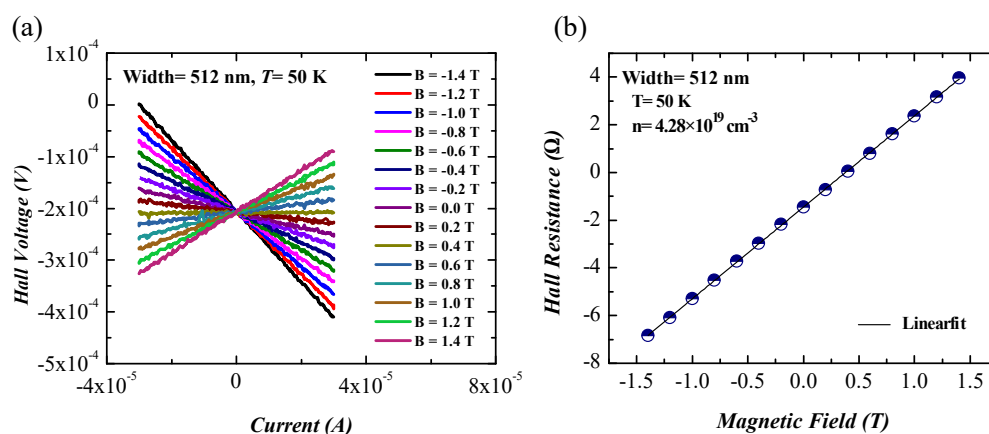 (a)
Width= 512 nm, T= 50 K
1x10⁻⁴
0
-1x10⁻⁴
-2x10⁻⁴
-3x10⁻⁴
-4x10⁻⁴
-5x10⁻⁴
Hall Voltage (V)
B = -1.4 T
B = -1.2 T
B = -1.0 T
B = -0.8 T
B = -0.6 T
B = -0.4 T
B = -0.2 T
B = 0.0 T
B = 0.2 T
B = 0.4 T
B = 0.6 T
B = 0.8 T
B = 1.0 T
B = 1.2 T
B = 1.4 T
-4x10⁻⁵ 0 4x10⁻⁵ 8x10⁻⁵
Current (A)
(b)
Width= 512 nm
T= 50 K
n= 4.28×10¹⁹ cm⁻³
4
2
0
-2
-4
-6
-8
Hall Resistance (Ω)
Linearfit
-1.5 -1.0 -0.5 0.0 0.5 1.0 1.5
Magnetic Field (T)